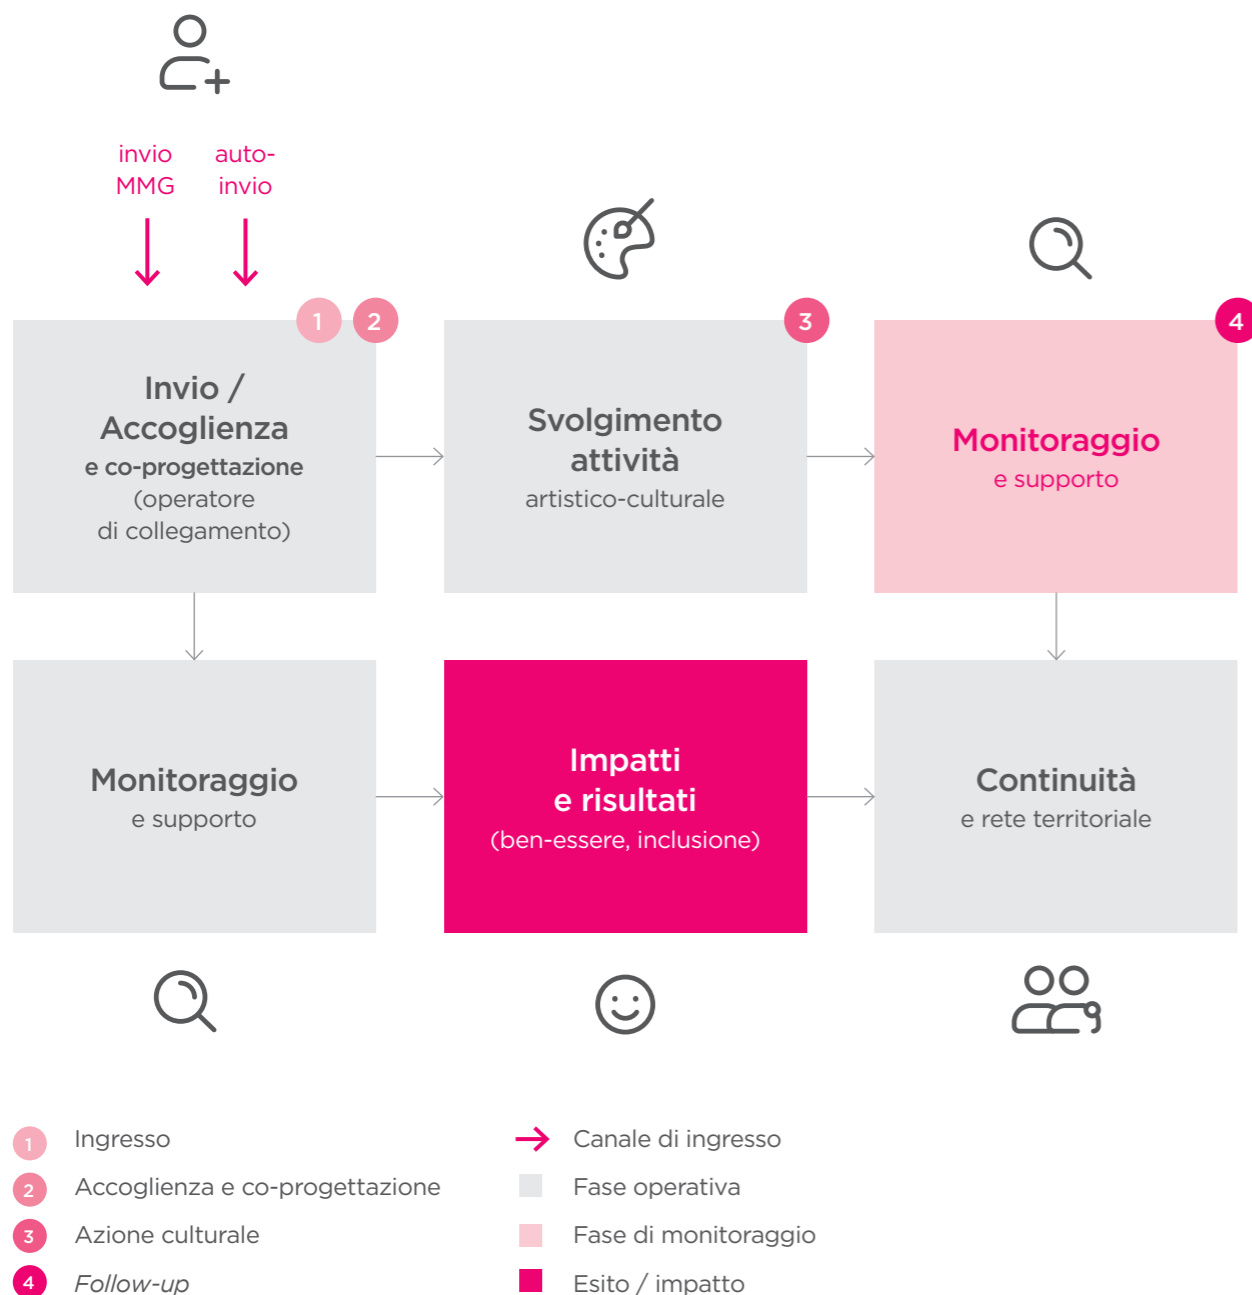 invio
MMG
auto-
invio
1
2
3
4
Invio /
Accoglienza
e co-progettazione
(operatore
di collegamento)
Svolgimento
attività
artistico-culturale
Monitoraggio
e supporto
Monitoraggio
e supporto
Impatti
e risultati
(ben-essere, inclusione)
Continuità
e rete territoriale
1 Ingresso
2 Accoglienza e co-progettazione
3 Azione culturale
4 Follow-up
Canale di ingresso
Fase operativa
Fase di monitoraggio
Esito / impatto